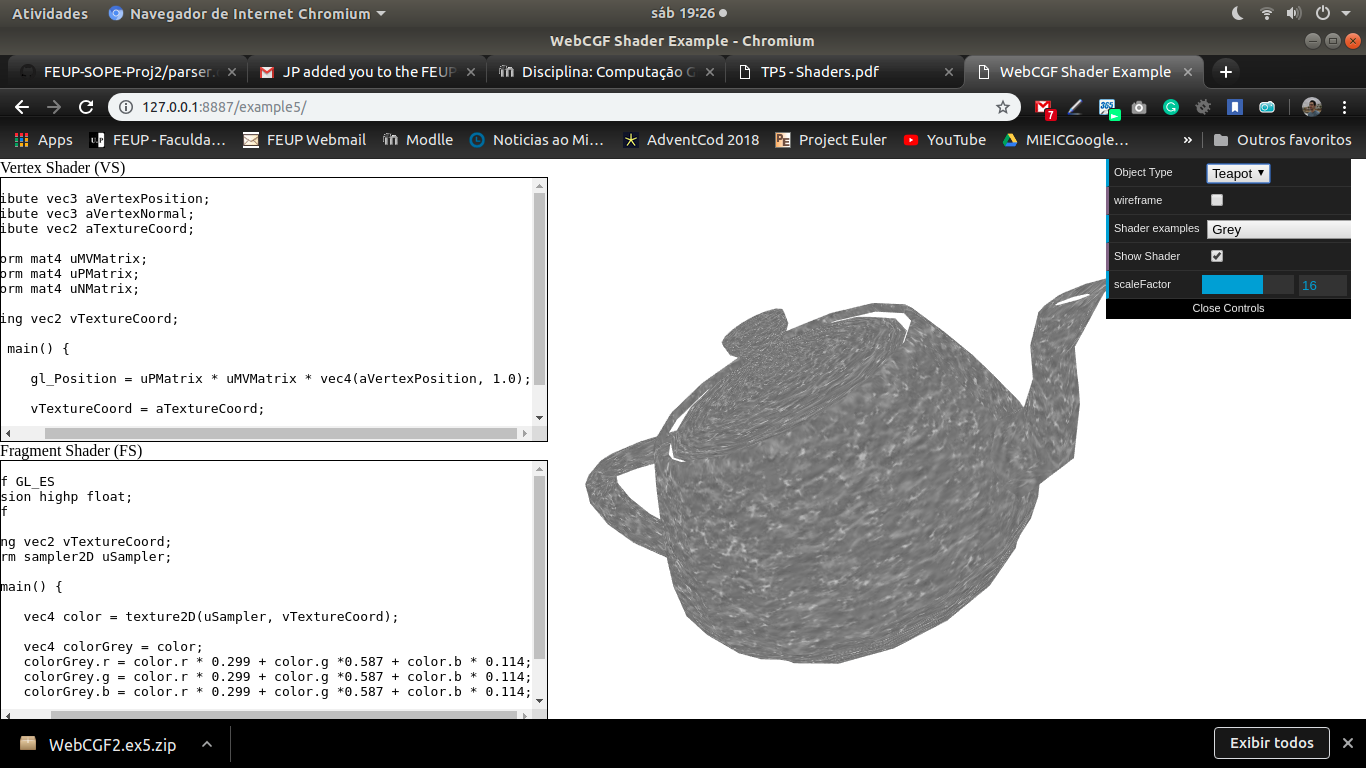 Atividades
Navegador de Internet Chromium
sáb 19:26
WebCGF Shader Example - Chromium
FEUP-SOPE-Proj2/parser.
JP added you to the FEUP
Disciplina: Computação G
TP5 - Shaders.pdf
WebCGF Shader Example
127.0.0.1:8887/example5/
7
365
Apps
FEUP - Faculda…
FEUP Webmail
Moodlle
Noticias ao Mi…
AdventCod 2018
Project Euler
YouTube
MIEICGoogle…
»
Outros favoritos
Vertex Shader (VS)
ibute vec3 aVertexPosition;
ibute vec3 aVertexNormal;
ibute vec2 aTextureCoord;
orm mat4 uMVMatrix;
orm mat4 uPMatrix;
orm mat4 uNMatrix;
ing vec2 vTextureCoord;
main() {
gl_Position = uPMatrix * uMVMatrix * vec4(aVertexPosition, 1.0);
vTextureCoord = aTextureCoord;
Fragment Shader (FS)
f GL_ES
sion highp float;
f
ng vec2 vTextureCoord;
rm sampler2D uSampler;
main() {
vec4 color = texture2D(uSampler, vTextureCoord);
vec4 colorGrey = color;
colorGrey.r = color.r * 0.299 + color.g *0.587 + color.b * 0.114;
colorGrey.g = color.r * 0.299 + color.g *0.587 + color.b * 0.114;
colorGrey.b = color.r * 0.299 + color.g *0.587 + color.b * 0.114;
Object Type Teapot
wireframe
Shader examples Grey
Show Shader
scaleFactor 16
Close Controls
WebCGF2.ex5.zip
Exibir todos